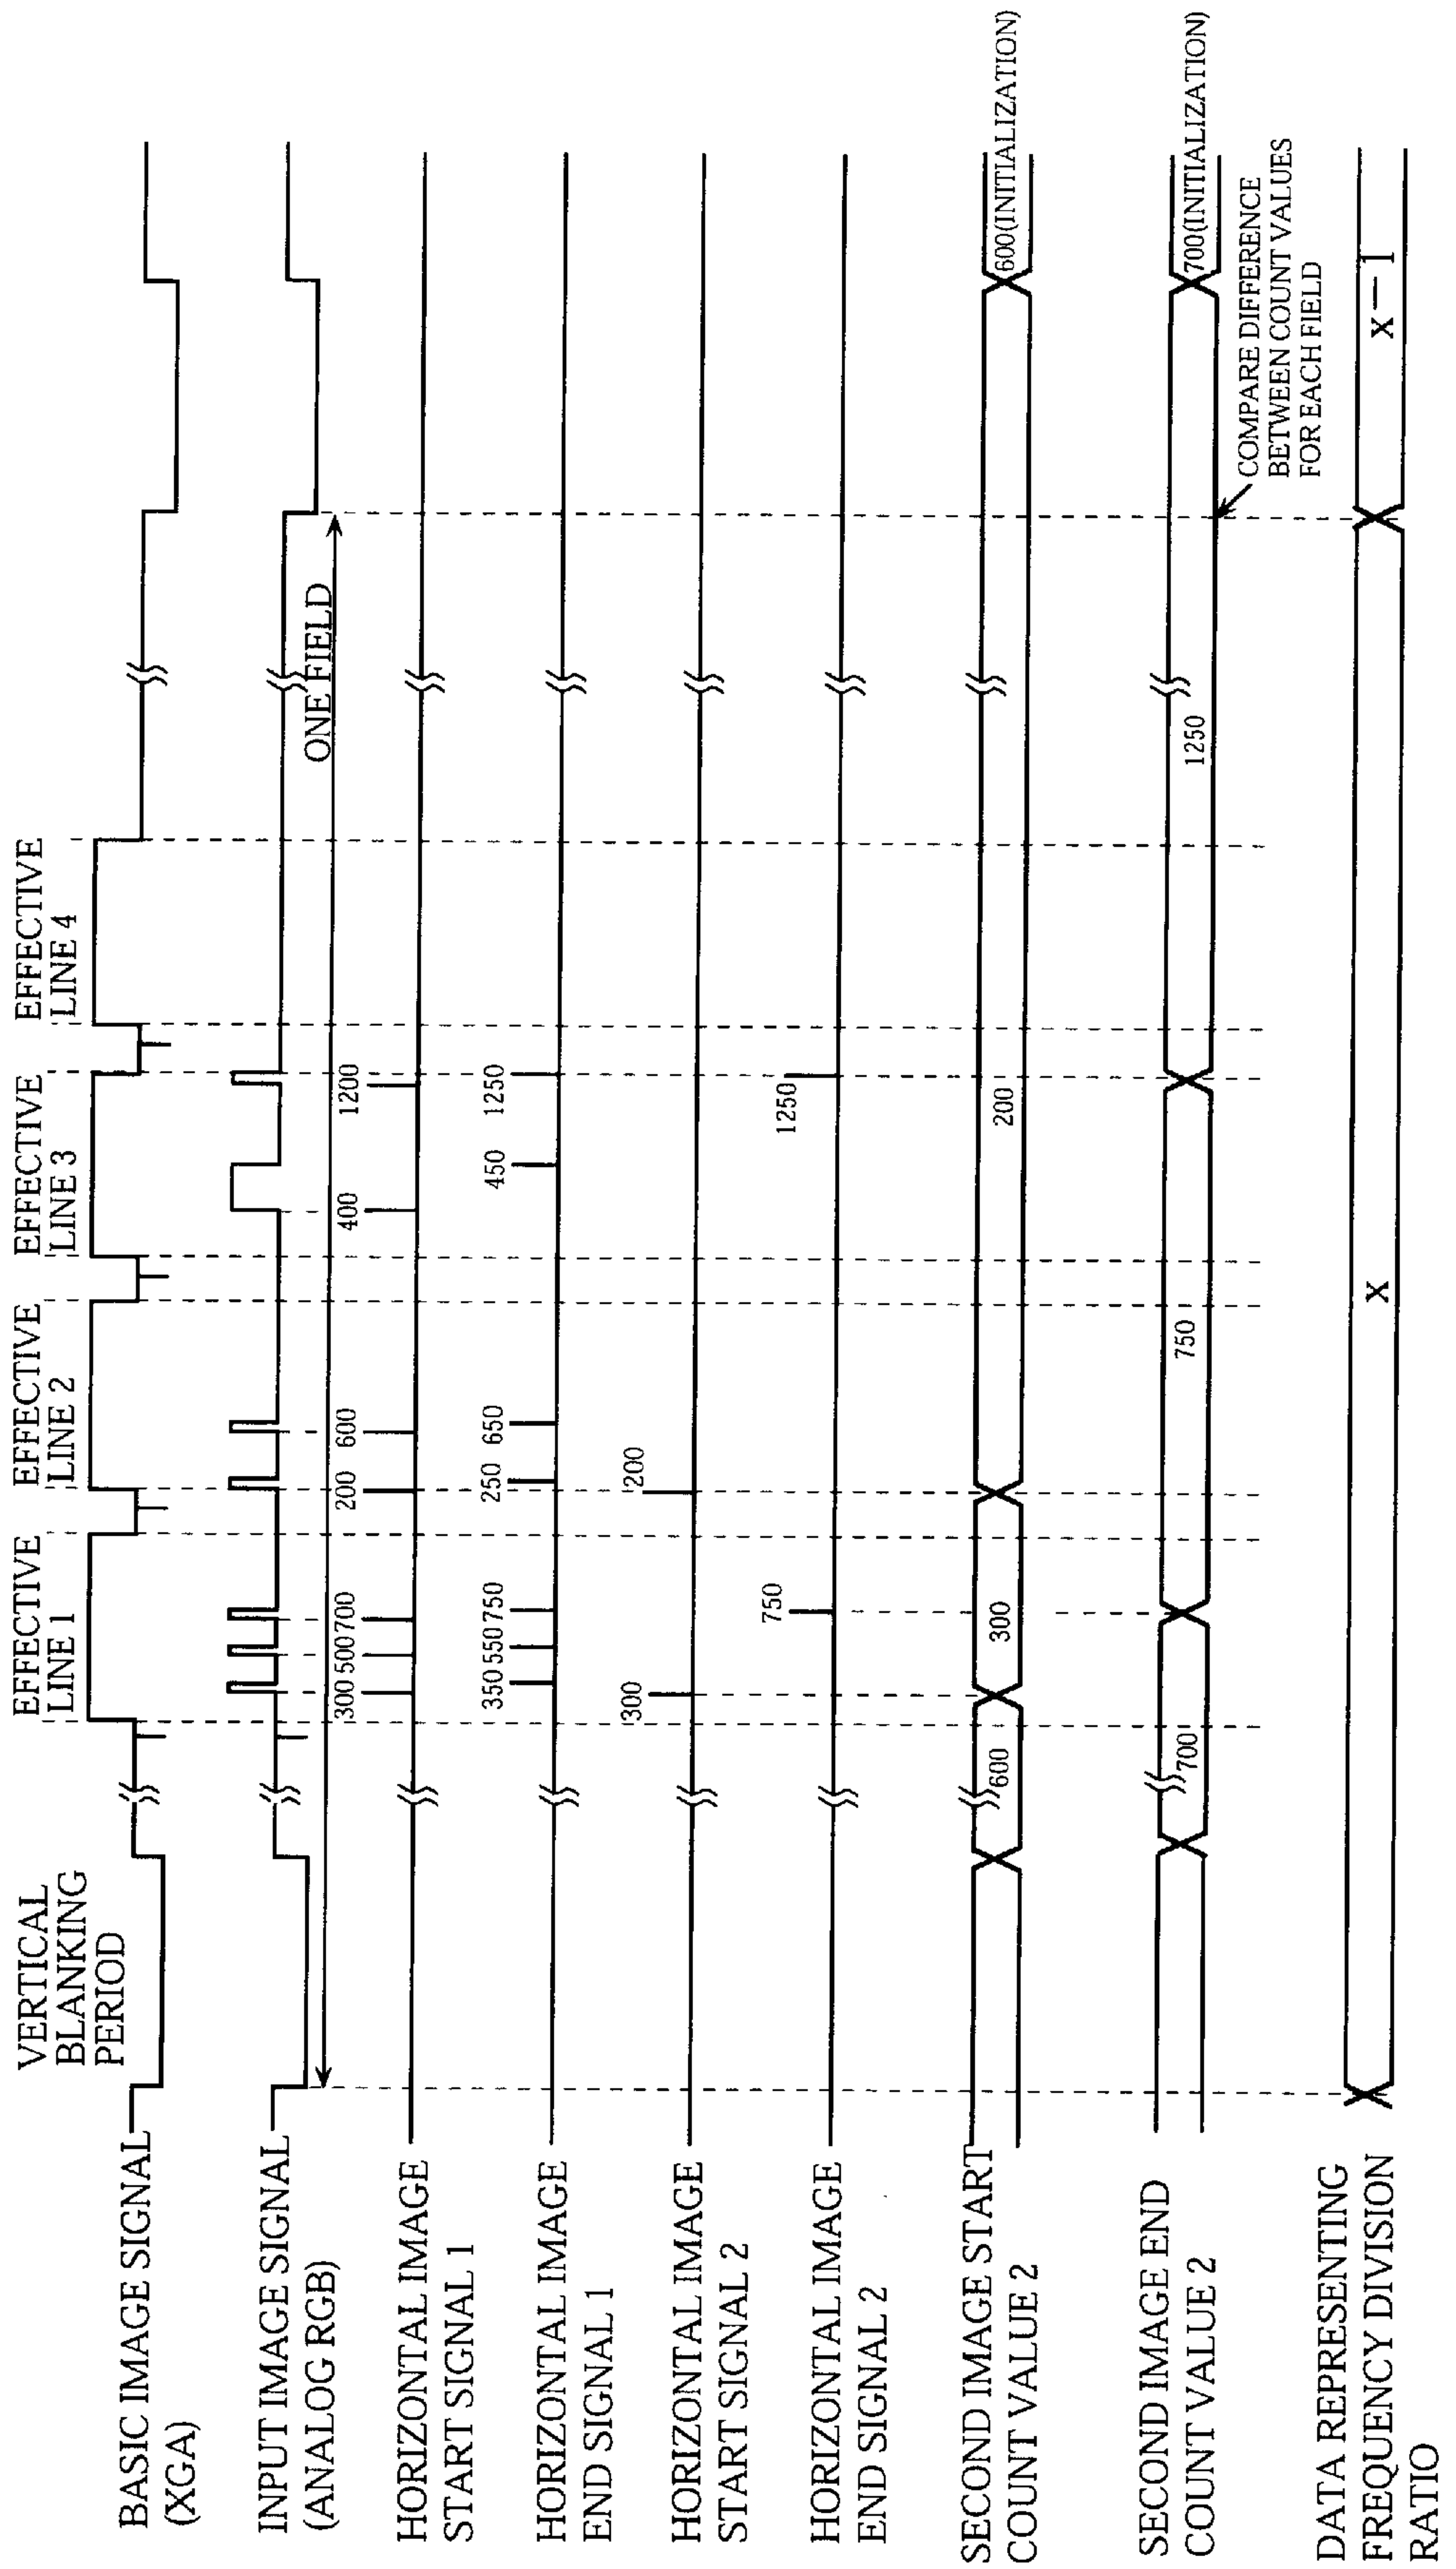 EFFECTIVE
LINE 1
EFFECTIVE
LINE 2
EFFECTIVE
LINE 3
EFFECTIVE
LINE 4
VERTICAL
BLANKING
PERIOD
BASIC IMAGE SIGNAL
(XGA)
INPUT IMAGE SIGNAL
(ANALOG RGB)
ONE FIELD
HORIZONTAL IMAGE
START SIGNAL 1
300 500 700 200 600 400 1200
HORIZONTAL IMAGE
END SIGNAL 1
350 550 750 250 650 450 1250
HORIZONTAL IMAGE
START SIGNAL 2
300 200
HORIZONTAL IMAGE
END SIGNAL 2
750 1250
SECOND IMAGE START
COUNT VALUE 2
600 300 200 600(INITIALIZATION)
SECOND IMAGE END
COUNT VALUE 2
700 750 1250 700(INITIALIZATION)
COMPARE DIFFERENCE
BETWEEN COUNT VALUES
FOR EACH FIELD
DATA REPRESENTING
FREQUENCY DIVISION
RATIO
x x−1